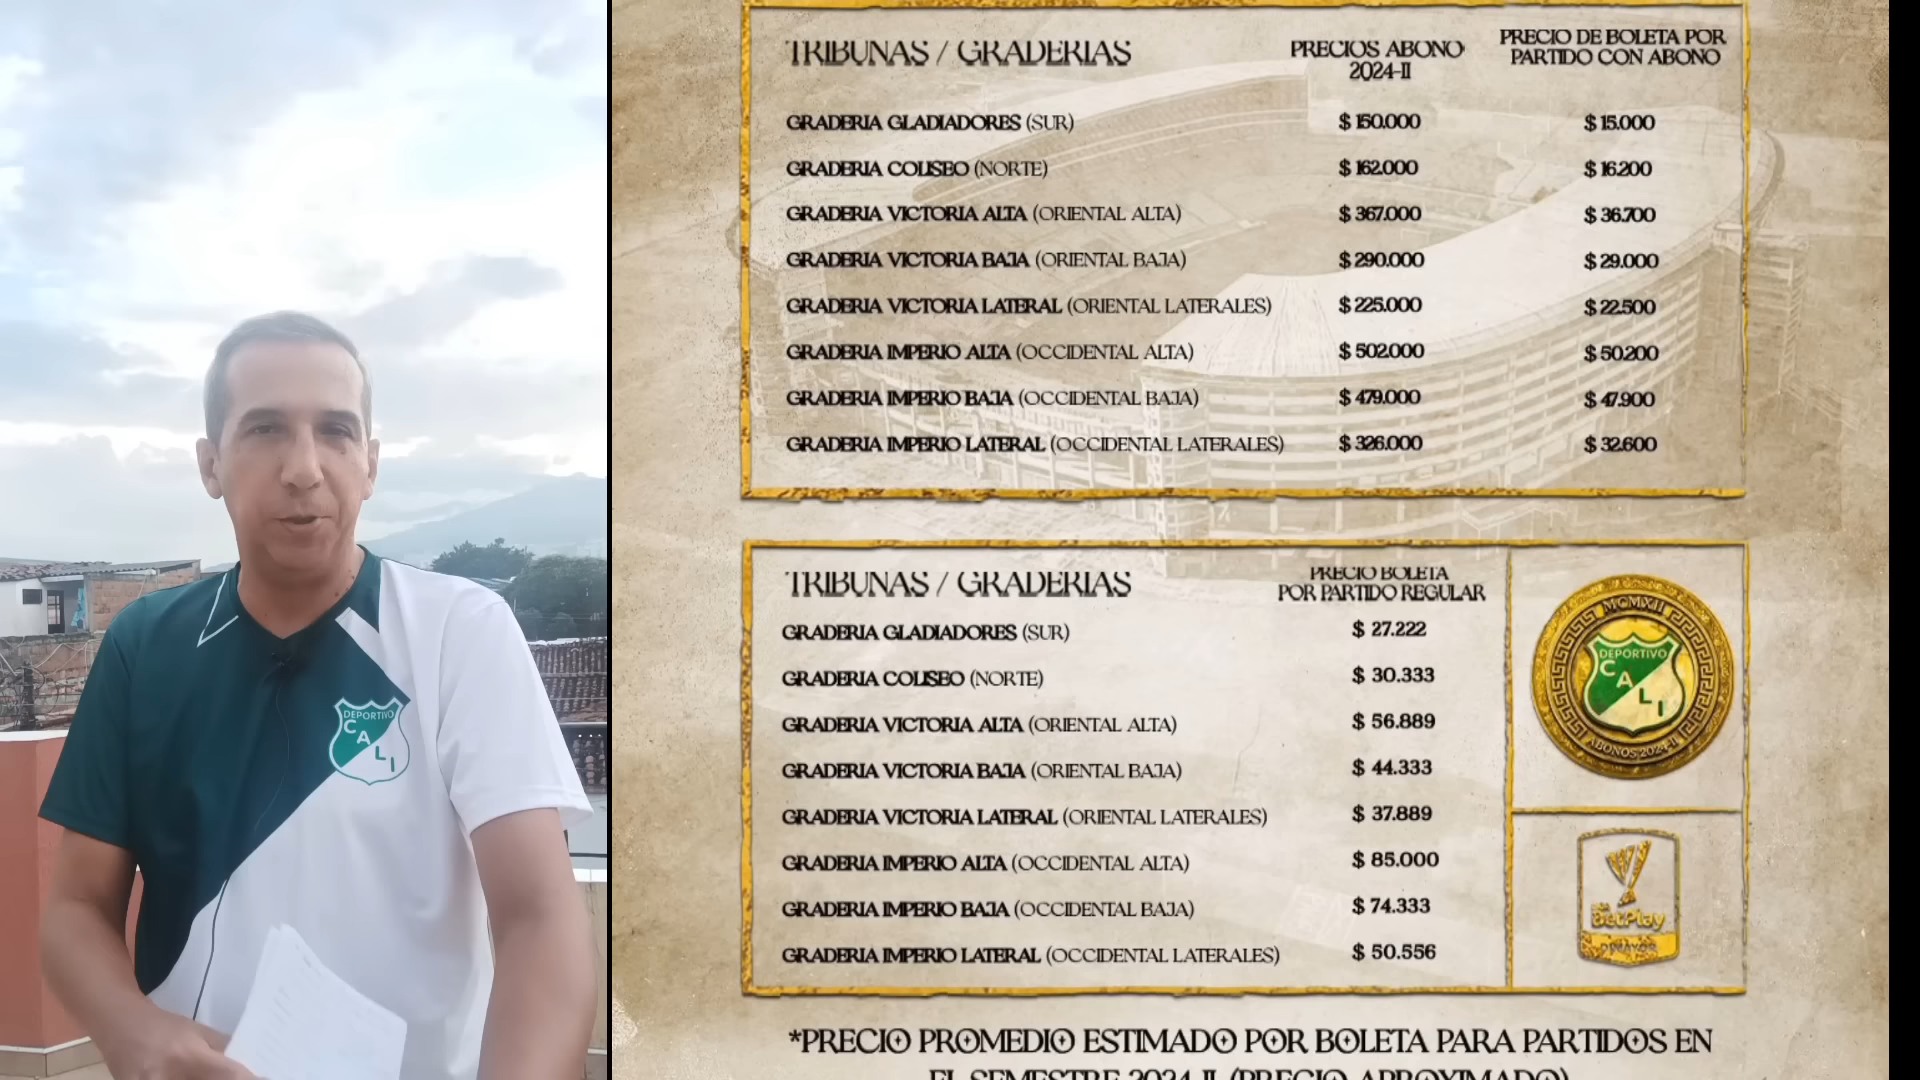 TRIBUNAS / GRADERIAS
PRECIOS ABONO
2024-II
PRECIO DE BOLETA POR
PARTIDO CON ABONO
GRADERIA GLADIADORES (SUR) $ 150.000 $ 15.000
GRADERIA COLISEO (NORTE) $ 162.000 $ 16.200
GRADERIA VICTORIA ALTA (ORIENTAL ALTA) $ 367.000 $ 36.700
GRADERIA VICTORIA BAJA (ORIENTAL BAJA) $ 290.000 $ 29.000
GRADERIA VICTORIA LATERAL (ORIENTAL LATERALES) $ 225.000 $ 22.500
GRADERIA IMPERIO ALTA (OCCIDENTAL ALTA) $ 502.000 $ 50.200
GRADERIA IMPERIO BAJA (OCCIDENTAL BAJA) $ 479.000 $ 47.900
GRADERIA IMPERIO LATERAL (OCCIDENTAL LATERALES) $ 326.000 $ 32.600
TRIBUNAS / GRADERIAS
PRECIO BOLETA
POR PARTIDO REGULAR
GRADERIA GLADIADORES (SUR) $ 27.222
GRADERIA COLISEO (NORTE) $ 30.333
GRADERIA VICTORIA ALTA (ORIENTAL ALTA) $ 56.889
GRADERIA VICTORIA BAJA (ORIENTAL BAJA) $ 44.333
GRADERIA VICTORIA LATERAL (ORIENTAL LATERALES) $ 37.889
GRADERIA IMPERIO ALTA (OCCIDENTAL ALTA) $ 85.000
GRADERIA IMPERIO BAJA (OCCIDENTAL BAJA) $ 74.333
GRADERIA IMPERIO LATERAL (OCCIDENTAL LATERALES) $ 50.556
MCMXII
DEPORTIVO
CALI
ABONOS 2024-II
BetPlay
DIMAYOR
*PRECIO PROMEDIO ESTIMADO POR BOLETA PARA PARTIDOS EN
EL SEMESTRE 2024-II (PRECIO APROXIMADO)
DEPORTIVO
CALI